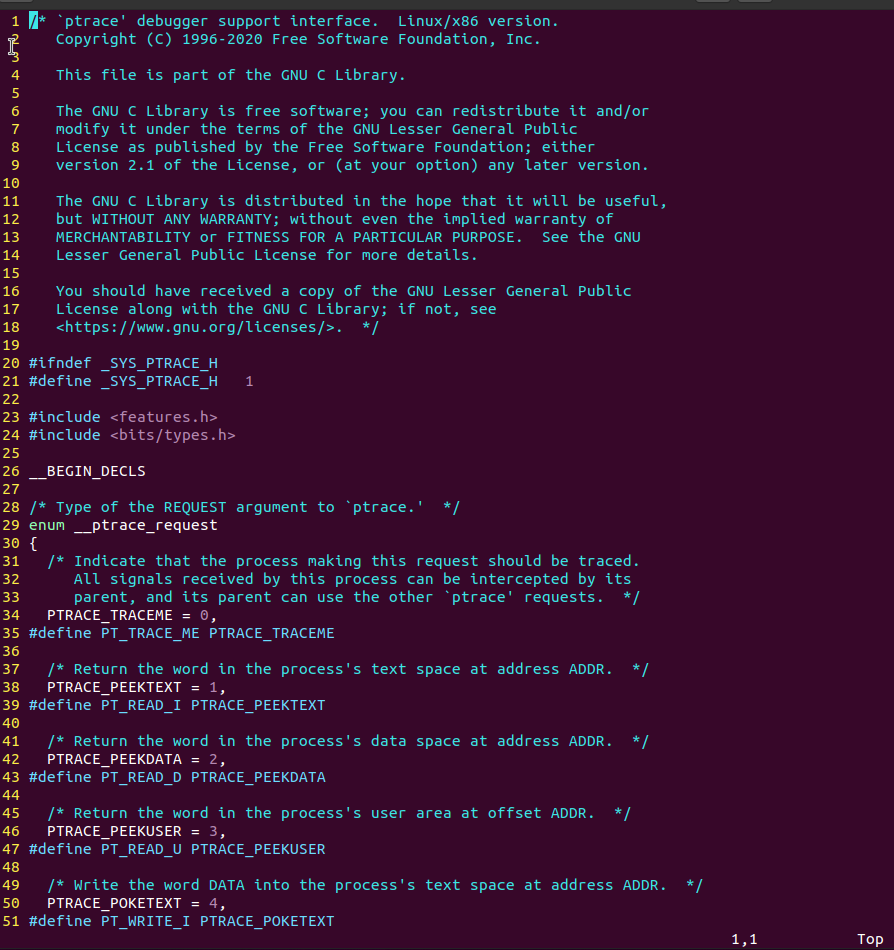 1 /* `ptrace' debugger support interface.  Linux/x86 version.
2    Copyright (C) 1996-2020 Free Software Foundation, Inc.
3
4    This file is part of the GNU C Library.
5
6    The GNU C Library is free software; you can redistribute it and/or
7    modify it under the terms of the GNU Lesser General Public
8    License as published by the Free Software Foundation; either
9    version 2.1 of the License, or (at your option) any later version.
10
11    The GNU C Library is distributed in the hope that it will be useful,
12    but WITHOUT ANY WARRANTY; without even the implied warranty of
13    MERCHANTABILITY or FITNESS FOR A PARTICULAR PURPOSE.  See the GNU
14    Lesser General Public License for more details.
15
16    You should have received a copy of the GNU Lesser General Public
17    License along with the GNU C Library; if not, see
18    <https://www.gnu.org/licenses/>.  */
19
20 #ifndef _SYS_PTRACE_H
21 #define _SYS_PTRACE_H   1
22
23 #include <features.h>
24 #include <bits/types.h>
25
26 __BEGIN_DECLS
27
28 /* Type of the REQUEST argument to `ptrace.'  */
29 enum __ptrace_request
30 {
31   /* Indicate that the process making this request should be traced.
32      All signals received by this process can be intercepted by its
33      parent, and its parent can use the other `ptrace' requests.  */
34   PTRACE_TRACEME = 0,
35 #define PT_TRACE_ME PTRACE_TRACEME
36
37   /* Return the word in the process's text space at address ADDR.  */
38   PTRACE_PEEKTEXT = 1,
39 #define PT_READ_I PTRACE_PEEKTEXT
40
41   /* Return the word in the process's data space at address ADDR.  */
42   PTRACE_PEEKDATA = 2,
43 #define PT_READ_D PTRACE_PEEKDATA
44
45   /* Return the word in the process's user area at offset ADDR.  */
46   PTRACE_PEEKUSER = 3,
47 #define PT_READ_U PTRACE_PEEKUSER
48
49   /* Write the word DATA into the process's text space at address ADDR.  */
50   PTRACE_POKETEXT = 4,
51 #define PT_WRITE_I PTRACE_POKETEXT
1,1           Top